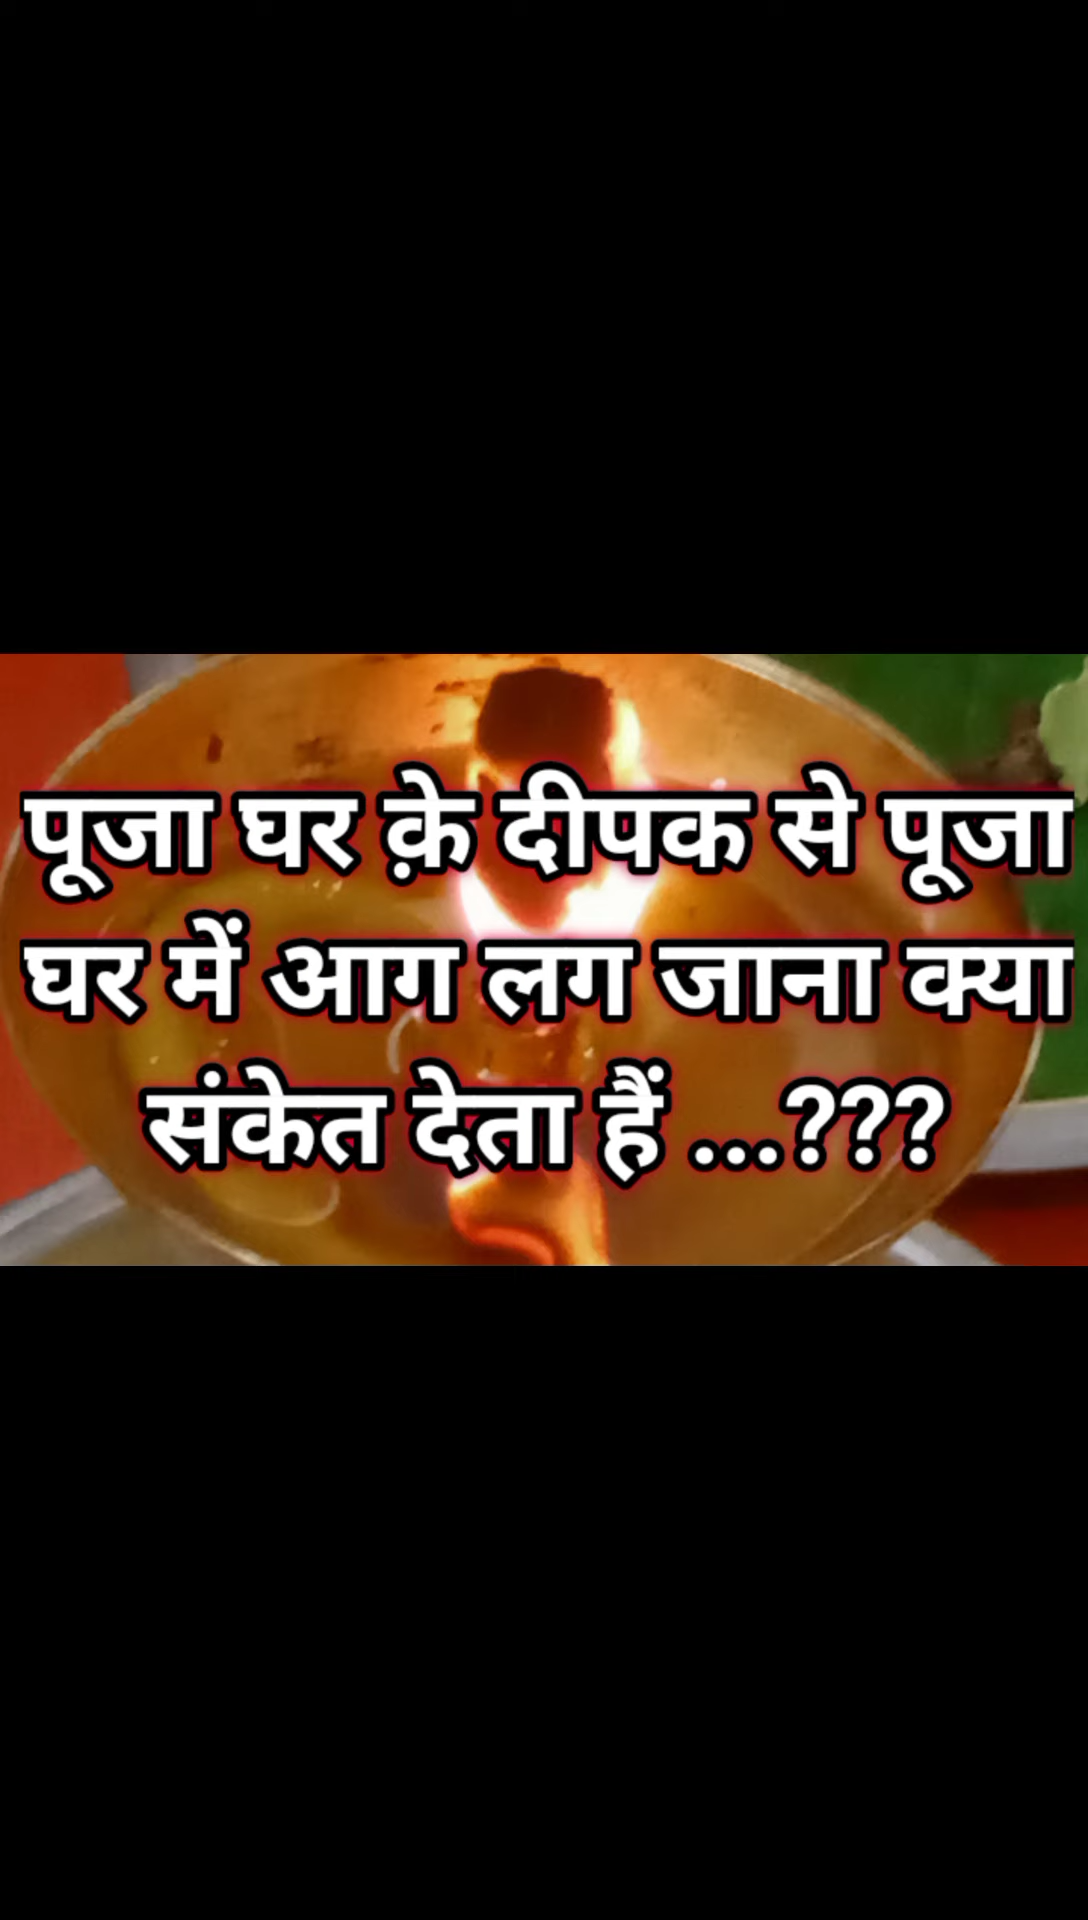 पूजा घर क़े दीपक से पूजा
घर में आग लग जाना क्या
संकेत देता हैं ...???